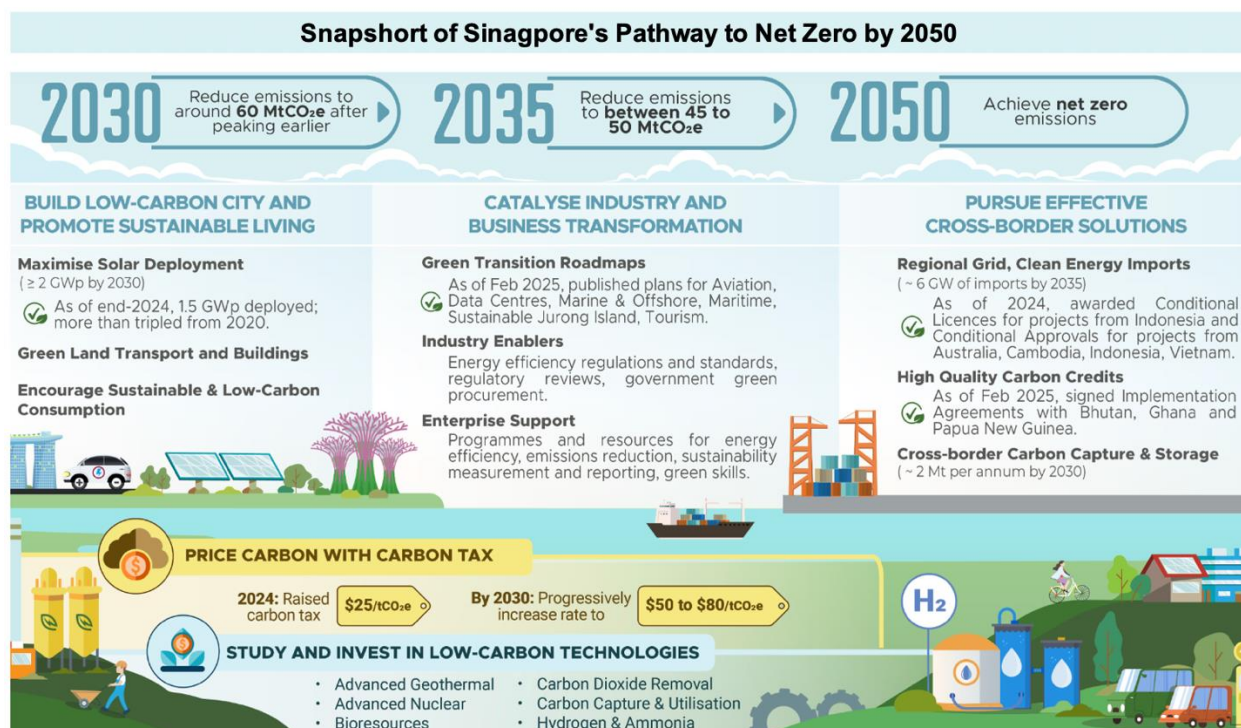 Snapshort of Sinagpore's Pathway to Net Zero by 2050
2030
Reduce emissions to
around 60 MtCO₂e after
peaking earlier
2035
Reduce emissions
to between 45 to
50 MtCO₂e
2050
Achieve net zero
emissions
BUILD LOW-CARBON CITY AND
PROMOTE SUSTAINABLE LIVING
Maximise Solar Deployment
(≥ 2 GWp by 2030)
As of end-2024, 1.5 GWp deployed;
more than tripled from 2020.
Green Land Transport and Buildings
Encourage Sustainable & Low-Carbon
Consumption
CATALYSE INDUSTRY AND
BUSINESS TRANSFORMATION
Green Transition Roadmaps
As of Feb 2025, published plans for Aviation,
Data Centres, Marine & Offshore, Maritime,
Sustainable Jurong Island, Tourism.
Industry Enablers
Energy efficiency regulations and standards,
regulatory reviews, government green
procurement.
Enterprise Support
Programmes and resources for energy
efficiency, emissions reduction, sustainability
measurement and reporting, green skills.
PURSUE EFFECTIVE
CROSS-BORDER SOLUTIONS
Regional Grid, Clean Energy Imports
(~ 6 GW of imports by 2035)
As of 2024, awarded Conditional
Licences for projects from Indonesia and
Conditional Approvals for projects from
Australia, Cambodia, Indonesia, Vietnam.
High Quality Carbon Credits
As of Feb 2025, signed Implementation
Agreements with Bhutan, Ghana and
Papua New Guinea.
Cross-border Carbon Capture & Storage
(~ 2 Mt per annum by 2030)
PRICE CARBON WITH CARBON TAX
2024: Raised
carbon tax
$25/tCO₂e
By 2030: Progressively
increase rate to
$50 to $80/tCO₂e
H₂
STUDY AND INVEST IN LOW-CARBON TECHNOLOGIES
• Advanced Geothermal
• Advanced Nuclear
• Bioresources
• Carbon Dioxide Removal
• Carbon Capture & Utilisation
• Hydrogen & Ammonia